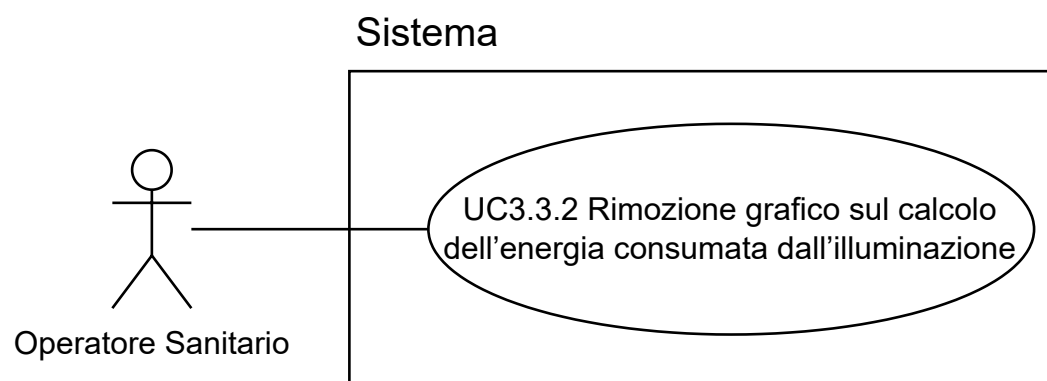 Sistema
UC3.3.2 Rimozione grafico sul calcolo
dell’energia consumata dall’illuminazione
Operatore Sanitario